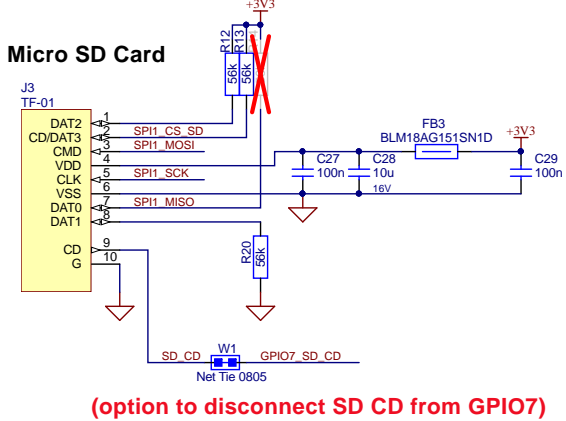 +3V3
Micro SD Card
R12
56k
R13
56k
J3
TF-01
DAT2 1
CD/DAT3 2 SPI1_CS_SD
CMD 3 SPI1_MOSI
VDD 4
CLK 5 SPI1_SCK
VSS 6
DAT0 7 SPI1_MISO
DAT1 8
CD 9
G 10
FB3
BLM18AG151SN1D
+3V3
C27
100n
C28
10u
16V
C29
100n
R20
56k
SD_CD
W1
GPIO7_SD_CD
Net Tie 0805
(option to disconnect SD CD from GPIO7)